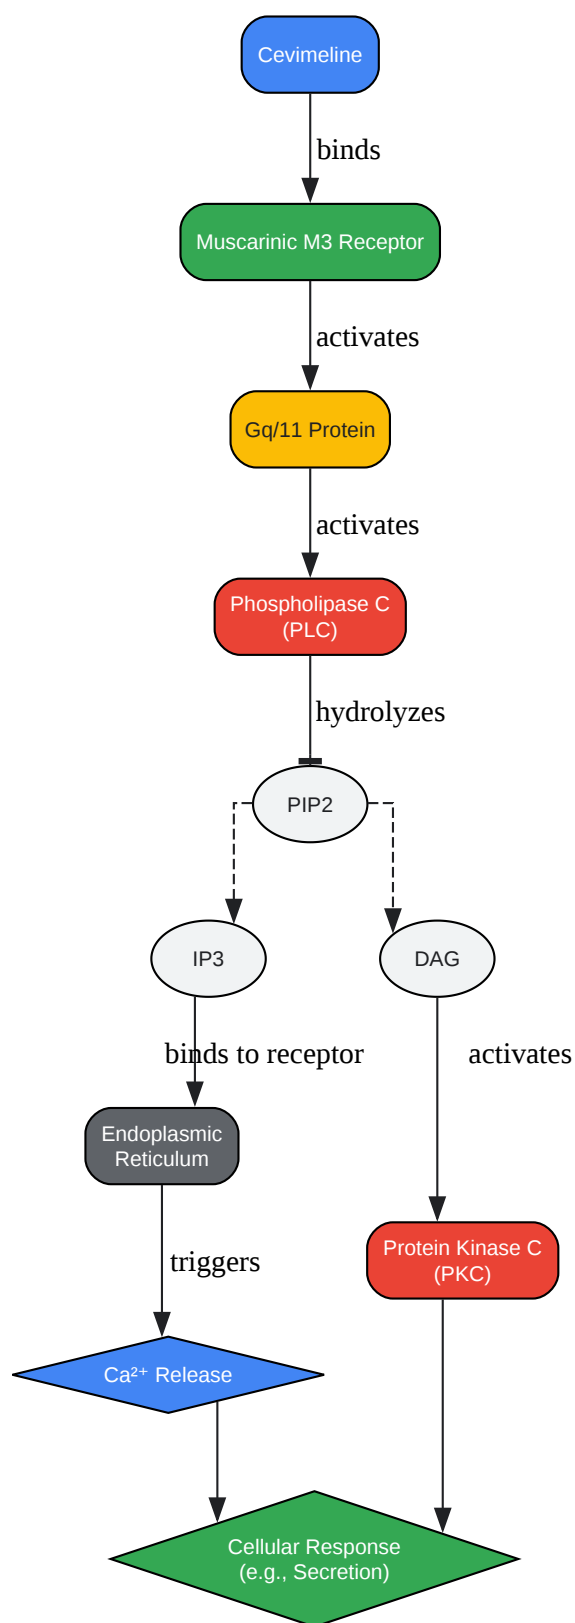 Cevimeline
binds
Muscarinic M3 Receptor
activates
Gq/11 Protein
activates
Phospholipase C
(PLC)
hydrolyzes
PIP2
IP3
DAG
binds to receptor
activates
Endoplasmic
Reticulum
Protein Kinase C
(PKC)
triggers
Ca²⁺ Release
Cellular Response
(e.g., Secretion)